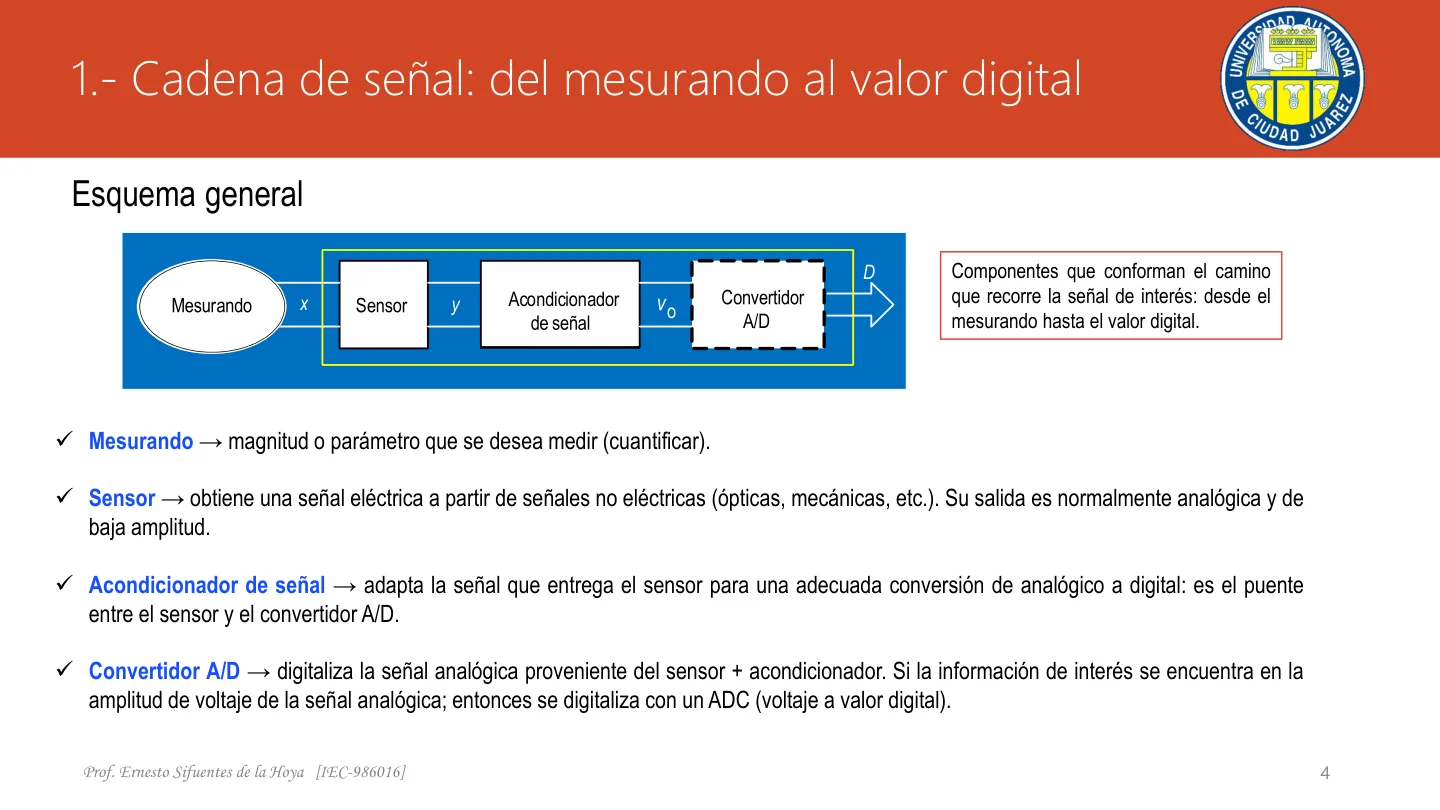 1.- Cadena de señal: del mesurando al valor digital
UNIVERSIDAD AUTONOMA
DE CIUDAD JUAREZ
Esquema general
Mesurando
x
Sensor
y
Acondicionador
de señal
vo
Convertidor
A/D
D
Componentes que conforman el camino
que recorre la señal de interés: desde el
mesurando hasta el valor digital.
✓ Mesurando → magnitud o parámetro que se desea medir (cuantificar).
✓ Sensor → obtiene una señal eléctrica a partir de señales no eléctricas (ópticas, mecánicas, etc.). Su salida es normalmente analógica y de
baja amplitud.
✓ Acondicionador de señal → adapta la señal que entrega el sensor para una adecuada conversión de analógico a digital: es el puente
entre el sensor y el convertidor A/D.
✓ Convertidor A/D → digitaliza la señal analógica proveniente del sensor + acondicionador. Si la información de interés se encuentra en la
amplitud de voltaje de la señal analógica; entonces se digitaliza con un ADC (voltaje a valor digital).
Prof. Ernesto Sifuentes de la Hoya [IEC-986016]
4